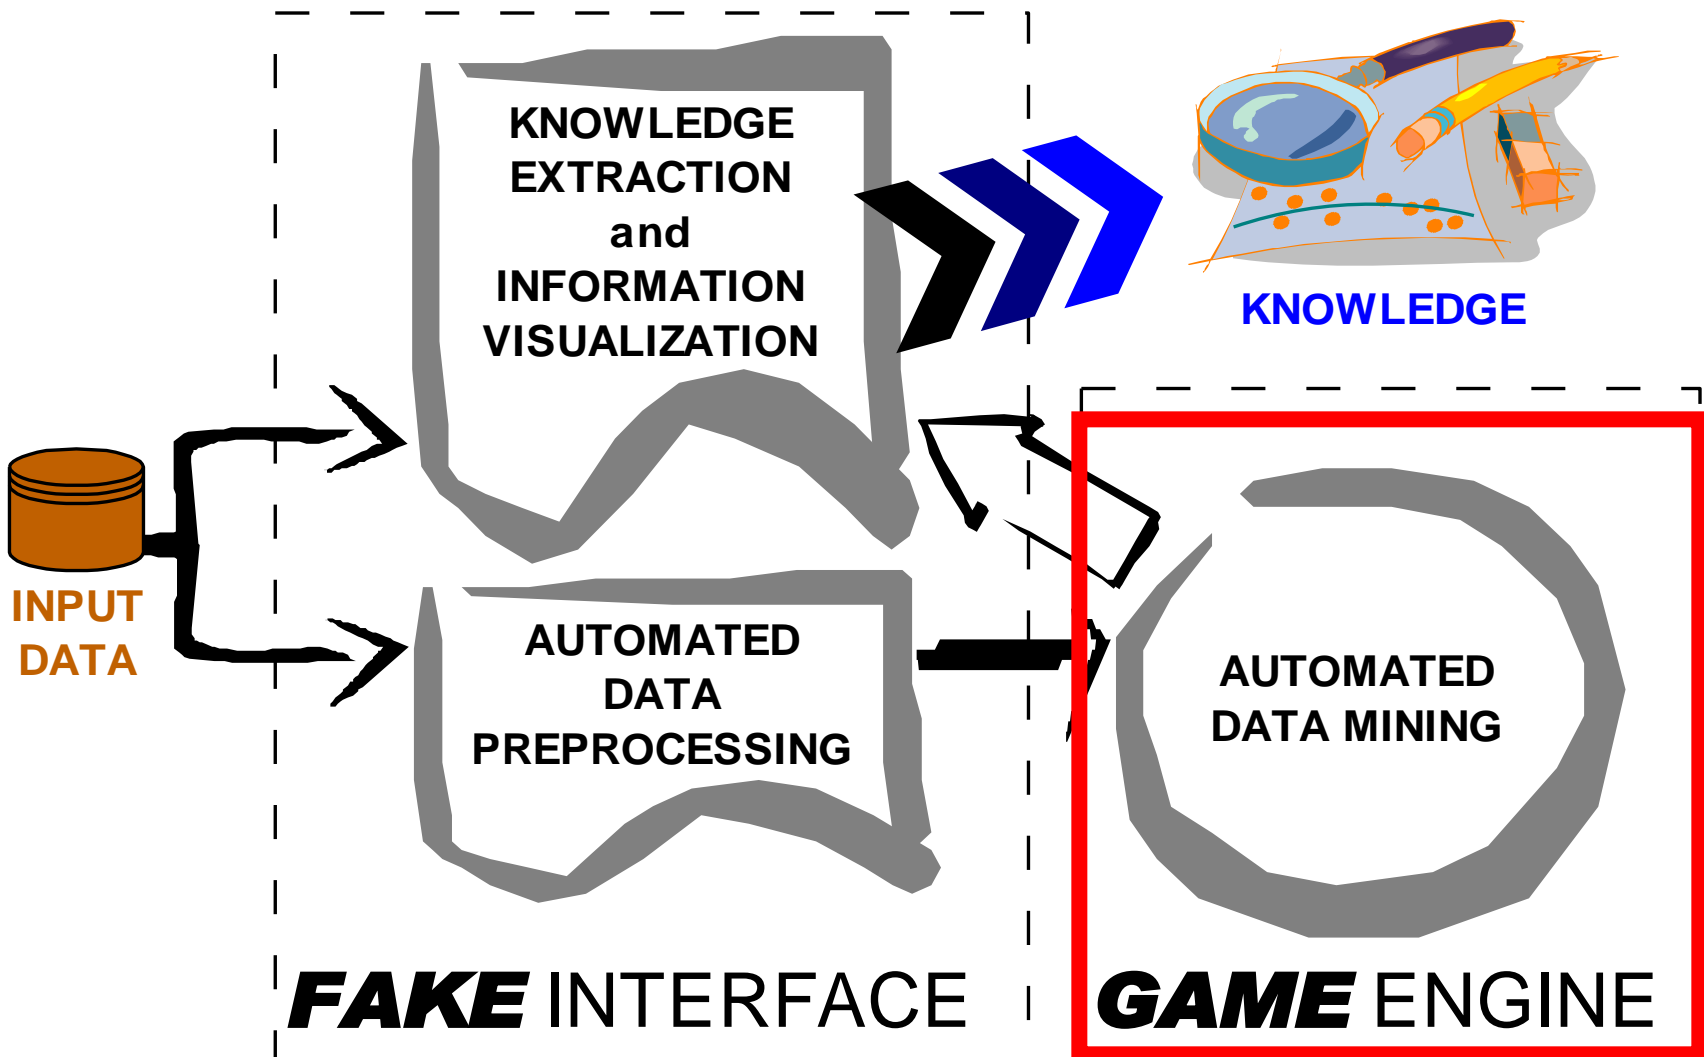 KNOWLEDGE
EXTRACTION
and
INFORMATION
VISUALIZATION
KNOWLEDGE
INPUT
DATA
AUTOMATED
DATA
PREPROCESSING
AUTOMATED
DATA MINING
FAKE INTERFACE
GAME ENGINE